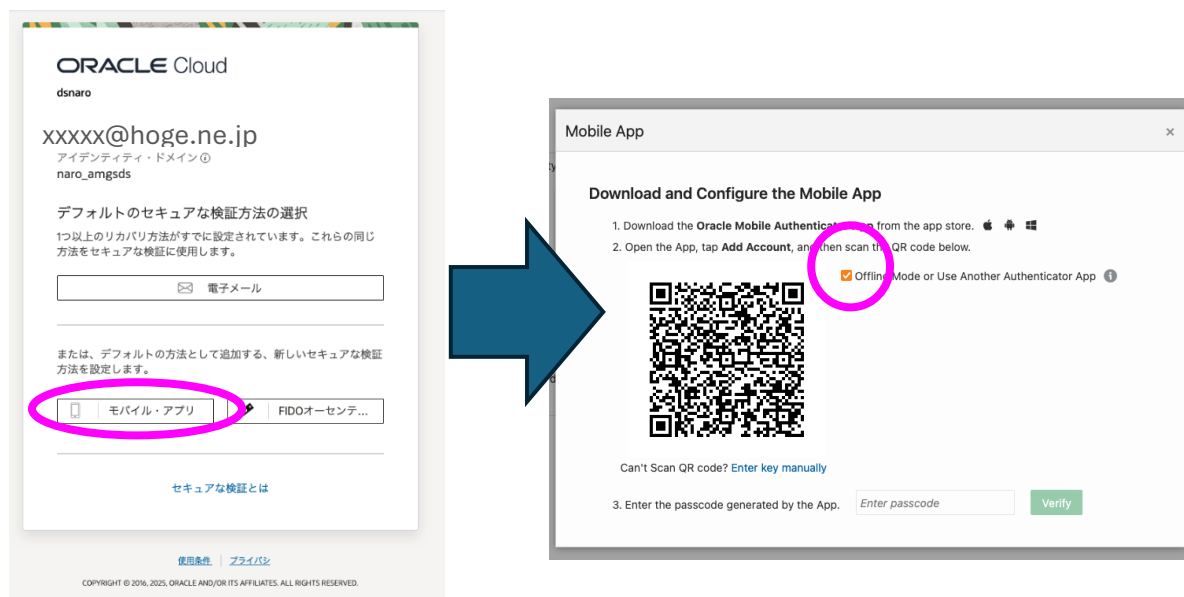 ORACLE Cloud
dsnaro
xxxxx@hoge.ne.jp
アイデンティティ・ドメイン
naro_amgsds
デフォルトのセキュアな検証方法の選択
1つ以上のリカバリ方法がすでに設定されています。これらの同じ
方法をセキュアな検証に使用します。
電子メール
または、デフォルトの方法として追加する、新しいセキュアな検証
方法を設定します。
モバイル・アプリ
FIDOオーセンテ...
セキュアな検証とは
使用条件 | プライバシ
COPYRIGHT © 2016, 2025, ORACLE AND/OR ITS AFFILIATES. ALL RIGHTS RESERVED.
Mobile App
Download and Configure the Mobile App
1. Download the Oracle Mobile Authenticator App from the app store.
2. Open the App, tap Add Account, and then scan the QR code below.
Offline Mode or Use Another Authenticator App
Can't Scan QR code? Enter key manually
3. Enter the passcode generated by the App.
Enter passcode
Verify